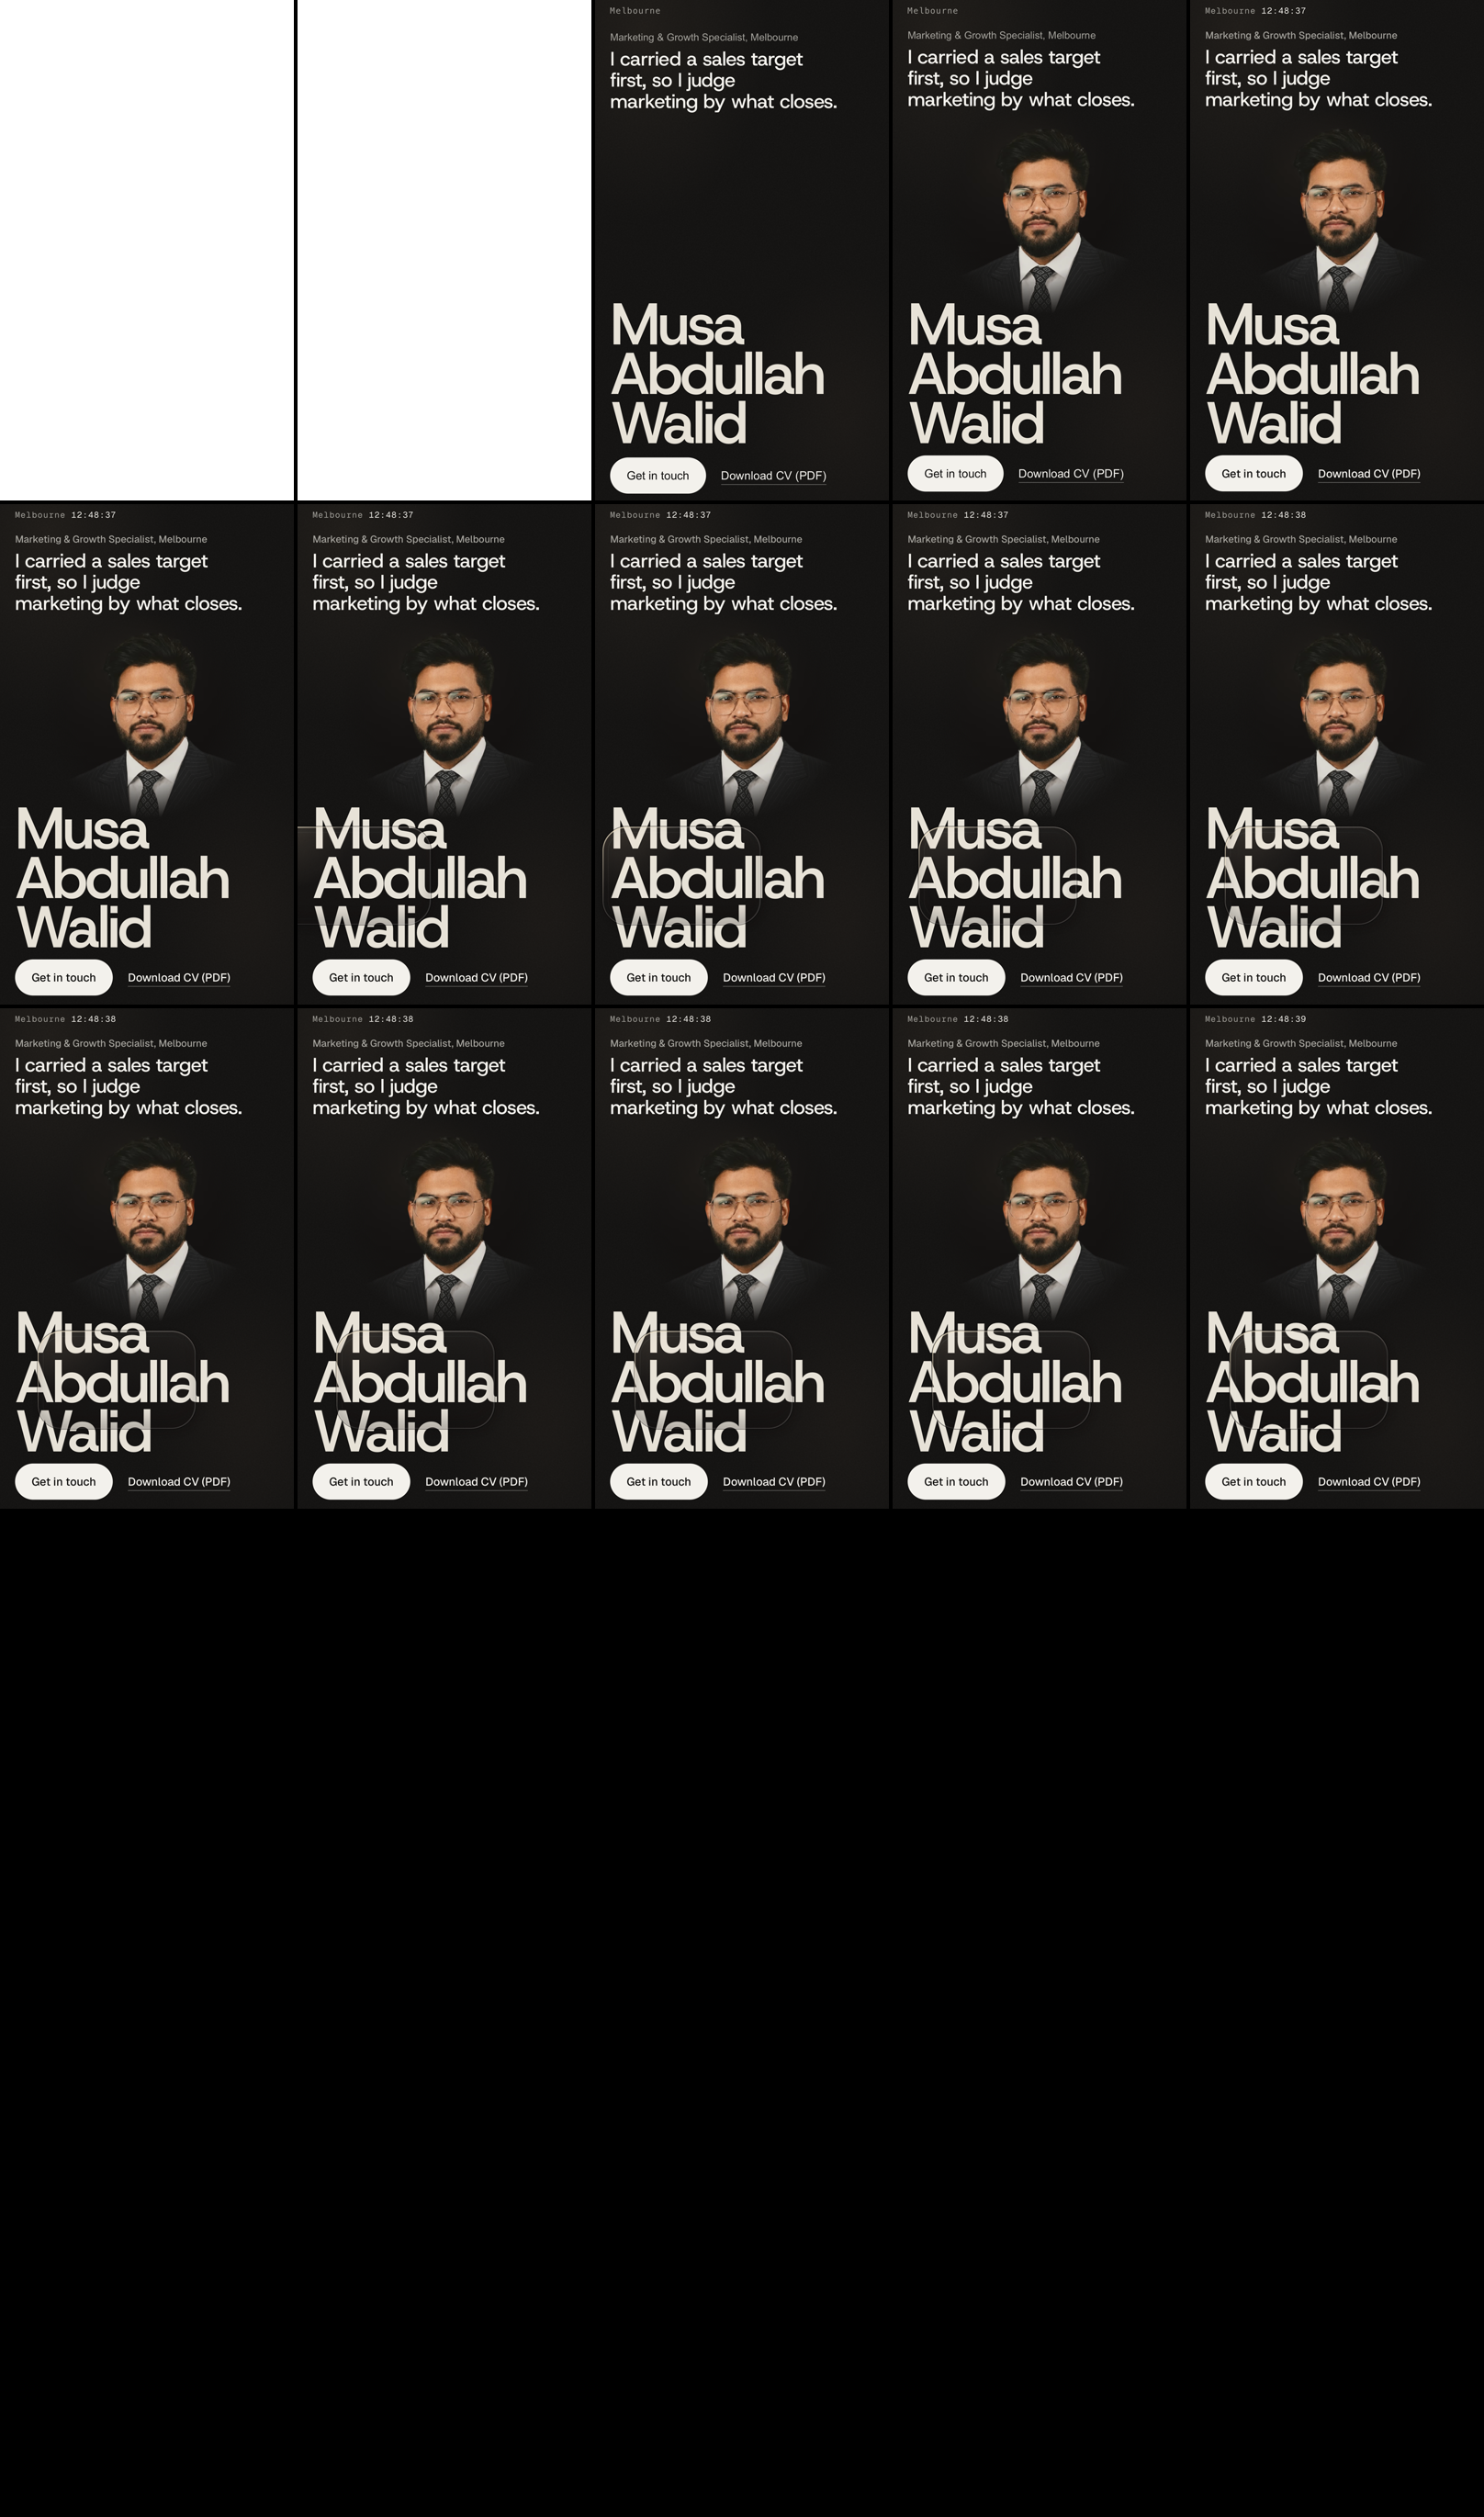 Melbourne
Marketing & Growth Specialist, Melbourne
I carried a sales target
first, so I judge
marketing by what closes.
Musa
Abdullah
Walid
Get in touch
Download CV (PDF)
Melbourne
Marketing & Growth Specialist, Melbourne
I carried a sales target
first, so I judge
marketing by what closes.
Musa
Abdullah
Walid
Get in touch
Download CV (PDF)
Melbourne 12:48:37
Marketing & Growth Specialist, Melbourne
I carried a sales target
first, so I judge
marketing by what closes.
Musa
Abdullah
Walid
Get in touch
Download CV (PDF)
Melbourne 12:48:37
Marketing & Growth Specialist, Melbourne
I carried a sales target
first, so I judge
marketing by what closes.
Musa
Abdullah
Walid
Get in touch
Download CV (PDF)
Melbourne 12:48:37
Marketing & Growth Specialist, Melbourne
I carried a sales target
first, so I judge
marketing by what closes.
Musa
Abdullah
Walid
Get in touch
Download CV (PDF)
Melbourne 12:48:37
Marketing & Growth Specialist, Melbourne
I carried a sales target
first, so I judge
marketing by what closes.
Musa
Abdullah
Walid
Get in touch
Download CV (PDF)
Melbourne 12:48:37
Marketing & Growth Specialist, Melbourne
I carried a sales target
first, so I judge
marketing by what closes.
Musa
Abdullah
Walid
Get in touch
Download CV (PDF)
Melbourne 12:48:38
Marketing & Growth Specialist, Melbourne
I carried a sales target
first, so I judge
marketing by what closes.
Musa
Abdullah
Walid
Get in touch
Download CV (PDF)
Melbourne 12:48:38
Marketing & Growth Specialist, Melbourne
I carried a sales target
first, so I judge
marketing by what closes.
Musa
Abdullah
Walid
Get in touch
Download CV (PDF)
Melbourne 12:48:38
Marketing & Growth Specialist, Melbourne
I carried a sales target
first, so I judge
marketing by what closes.
Musa
Abdullah
Walid
Get in touch
Download CV (PDF)
Melbourne 12:48:38
Marketing & Growth Specialist, Melbourne
I carried a sales target
first, so I judge
marketing by what closes.
Musa
Abdullah
Walid
Get in touch
Download CV (PDF)
Melbourne 12:48:38
Marketing & Growth Specialist, Melbourne
I carried a sales target
first, so I judge
marketing by what closes.
Musa
Abdullah
Walid
Get in touch
Download CV (PDF)
Melbourne 12:48:39
Marketing & Growth Specialist, Melbourne
I carried a sales target
first, so I judge
marketing by what closes.
Musa
Abdullah
Walid
Get in touch
Download CV (PDF)